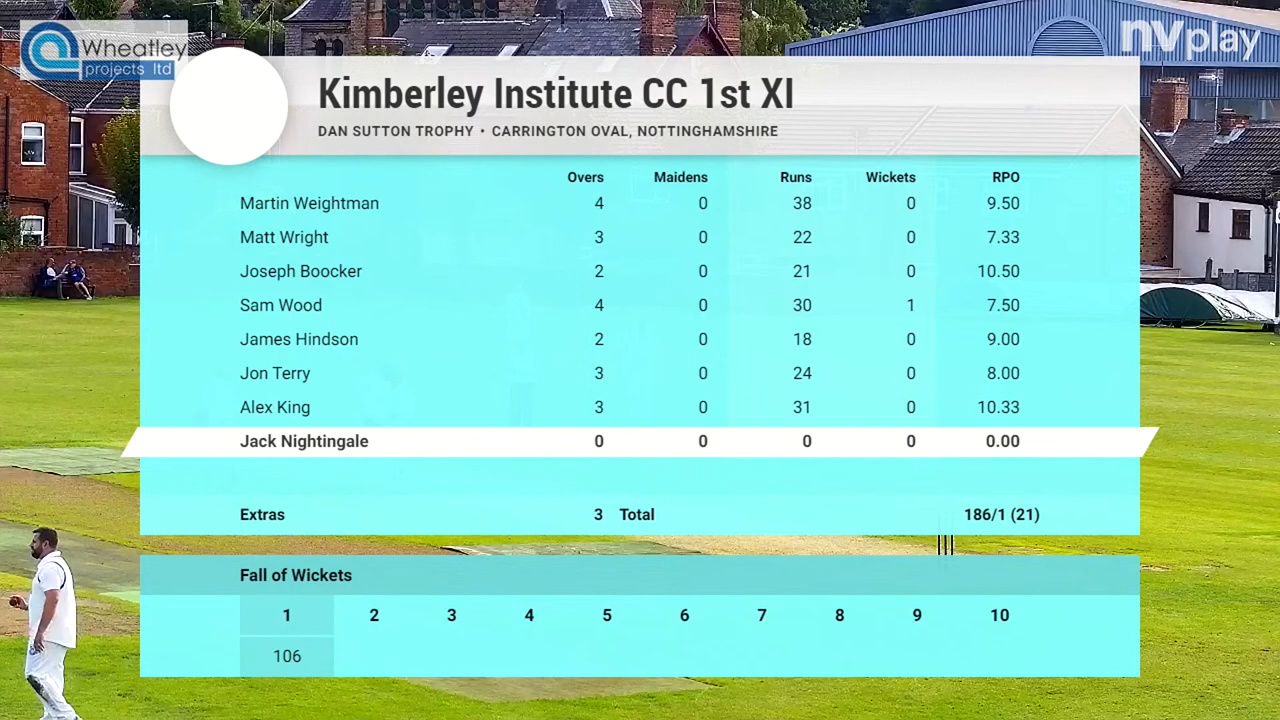 Wheatley
projects ltd
nvplay
Kimberley Institute CC 1st XI
DAN SUTTON TROPHY • CARRINGTON OVAL, NOTTINGHAMSHIRE
Overs Maidens Runs Wickets RPO
Martin Weightman 4 0 38 0 9.50
Matt Wright 3 0 22 0 7.33
Joseph Boocker 2 0 21 0 10.50
Sam Wood 4 0 30 1 7.50
James Hindson 2 0 18 0 9.00
Jon Terry 3 0 24 0 8.00
Alex King 3 0 31 0 10.33
Jack Nightingale 0 0 0 0 0.00
Extras 3 Total 186/1 (21)
Fall of Wickets
1 2 3 4 5 6 7 8 9 10
106